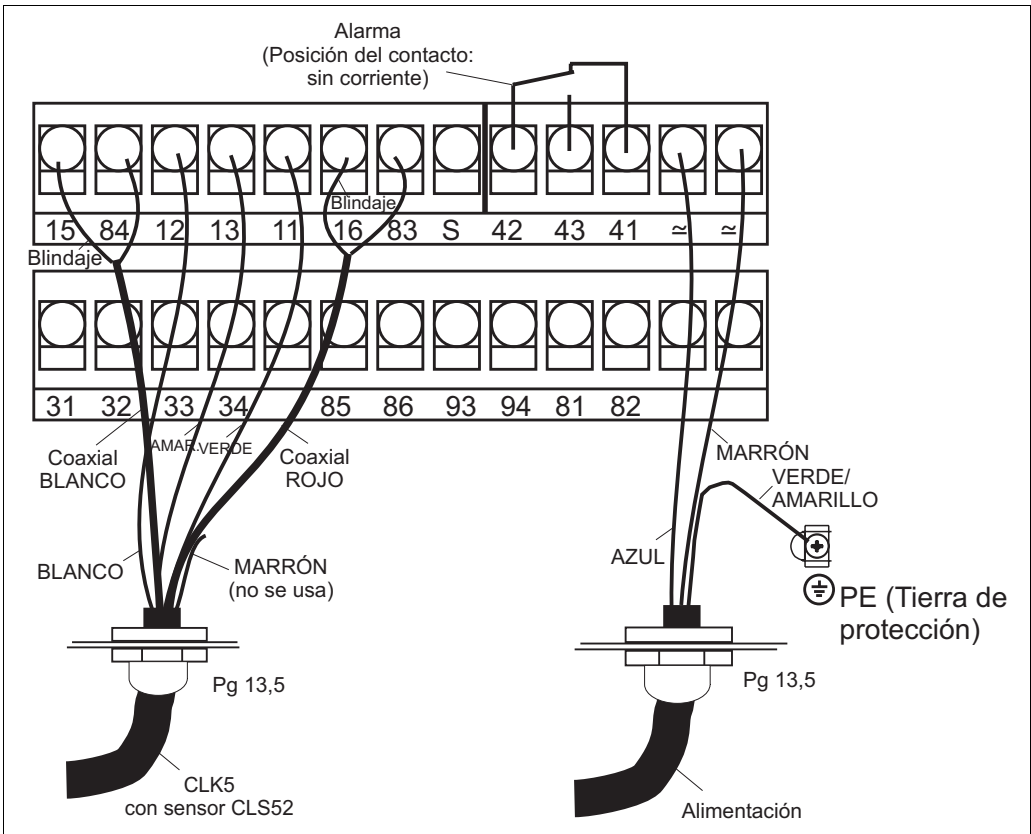 Alarma
(Posición del contacto:
sin corriente)
Blindaje
15 84 12 13 11 16 83 S 42 43 41 ≃ ≃
Blindaje
31 32 33 34 85 86 93 94 81 82
Coaxial
BLANCO
AMAR.
VERDE
Coaxial
ROJO
MARRÓN
VERDE/
AMARILLO
BLANCO
MARRÓN
(no se usa)
AZUL
PE (Tierra de
protección)
Pg 13,5
Pg 13,5
CLK5
con sensor CLS52
Alimentación